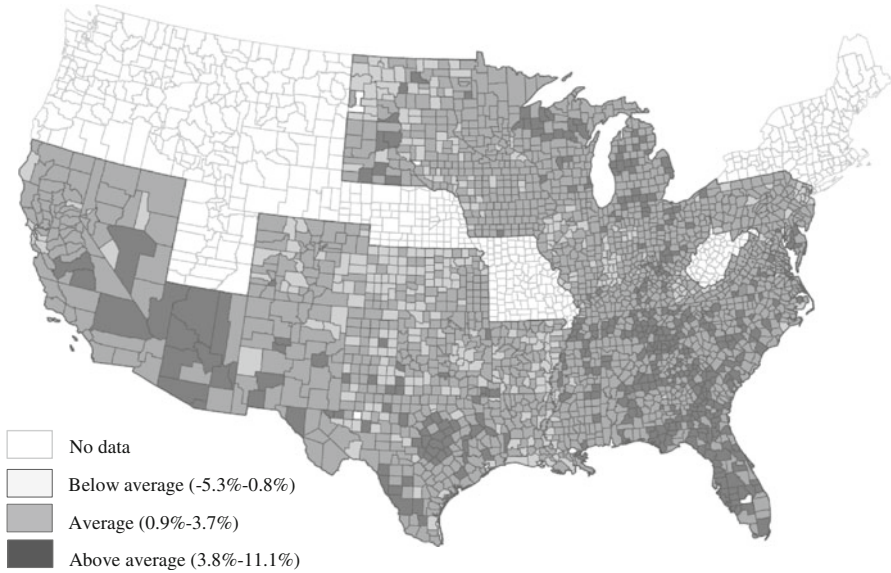 No data
Below average (-5.3%-0.8%)
Average (0.9%-3.7%)
Above average (3.8%-11.1%)